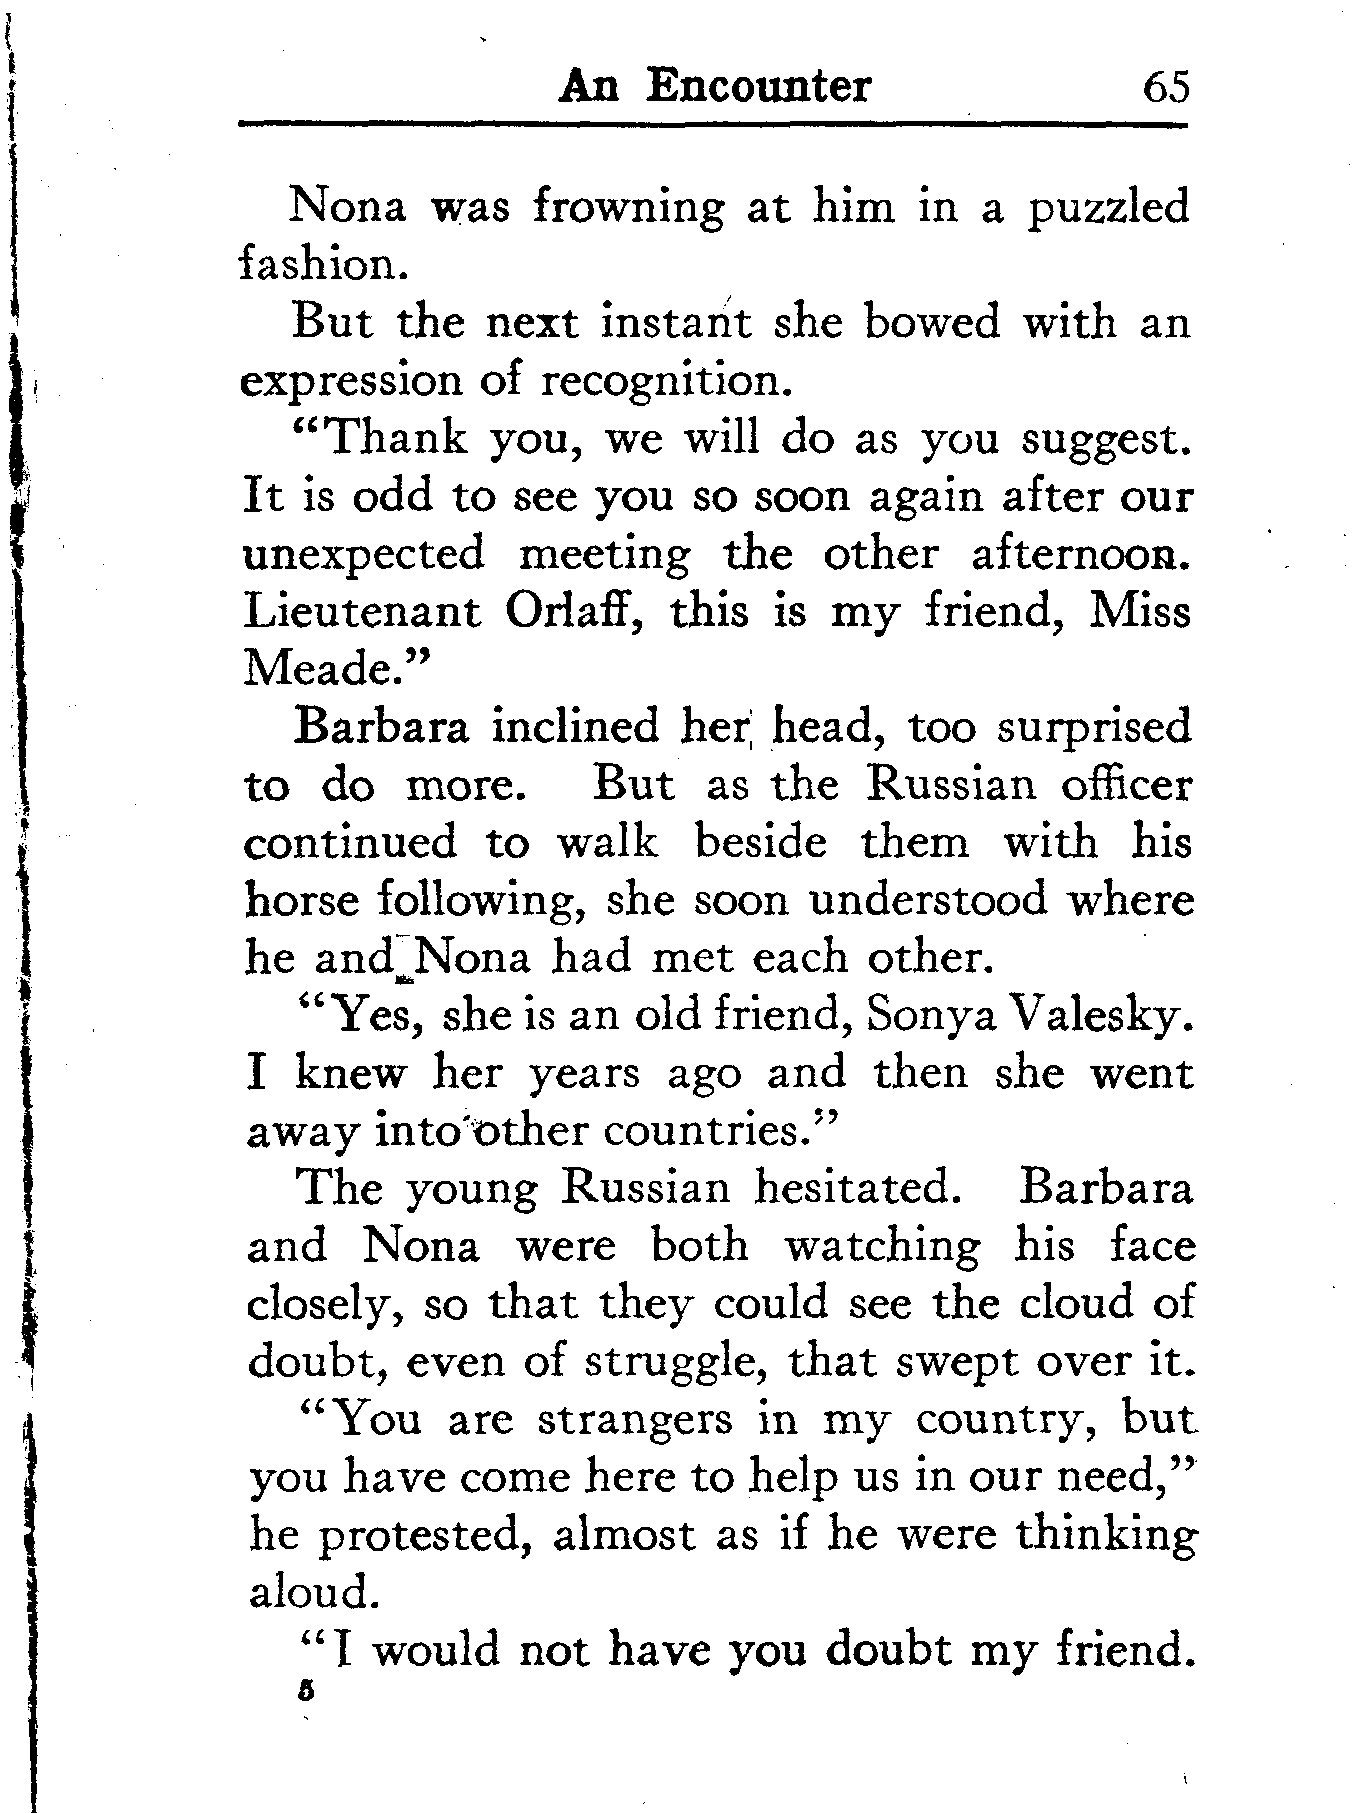 An Encounter 65
Nona was frowning at him in a puzzled
fashion.
But the next instant she bowed with an
expression of recognition.
“Thank you, we will do as you suggest.
It is odd to see you so soon again after our
unexpected meeting the other afternoon.
Lieutenant Orlaff, this is my friend, Miss
Meade.”
Barbara inclined her head, too surprised
to do more. But as the Russian officer
continued to walk beside them with his
horse following, she soon understood where
he and Nona had met each other.
“Yes, she is an old friend, Sonya Valesky.
I knew her years ago and then she went
away into other countries.”
The young Russian hesitated. Barbara
and Nona were both watching his face
closely, so that they could see the cloud of
doubt, even of struggle, that swept over it.
“You are strangers in my country, but
you have come here to help us in our need,”
he protested, almost as if he were thinking
aloud.
“I would not have you doubt my friend.
5